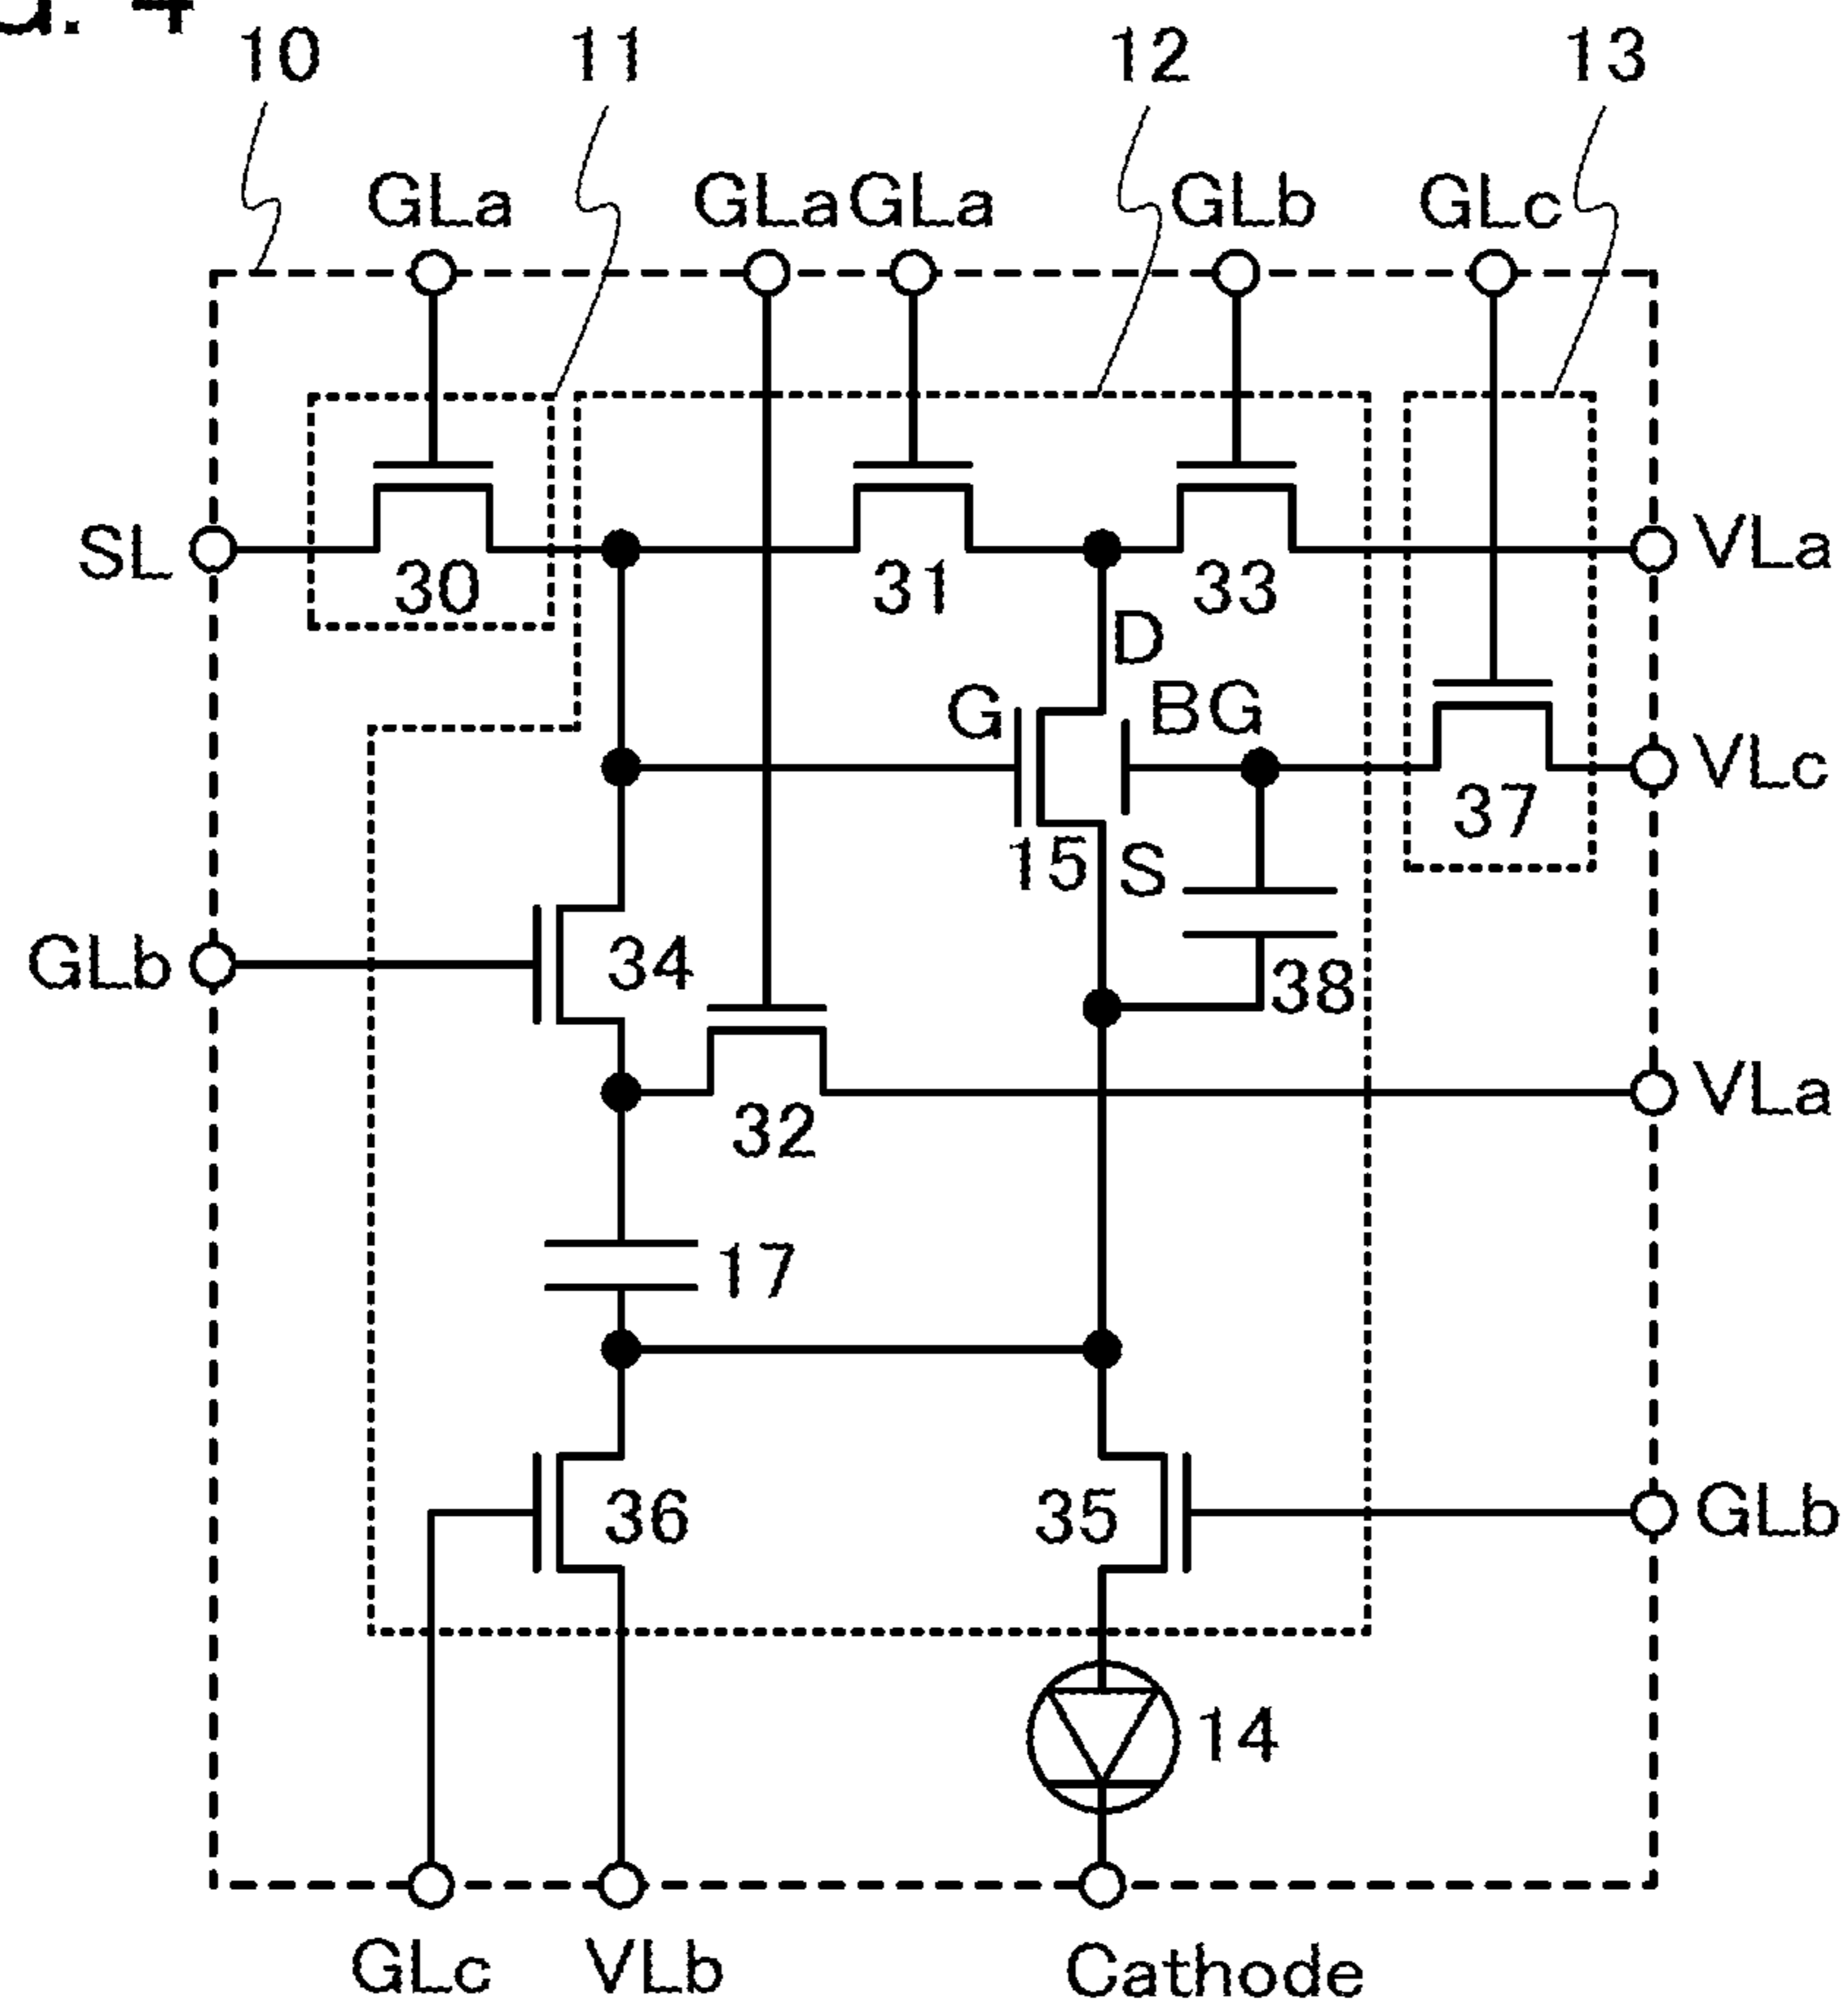 10 11 12 13
GLa GLa GLa GLb GLc
SL 30 31 33 VLa
D
G BG
VLc
37
15 S
GLb 34 38
VLa
32
17
36 35 GLb
14
GLc VLb Cathode